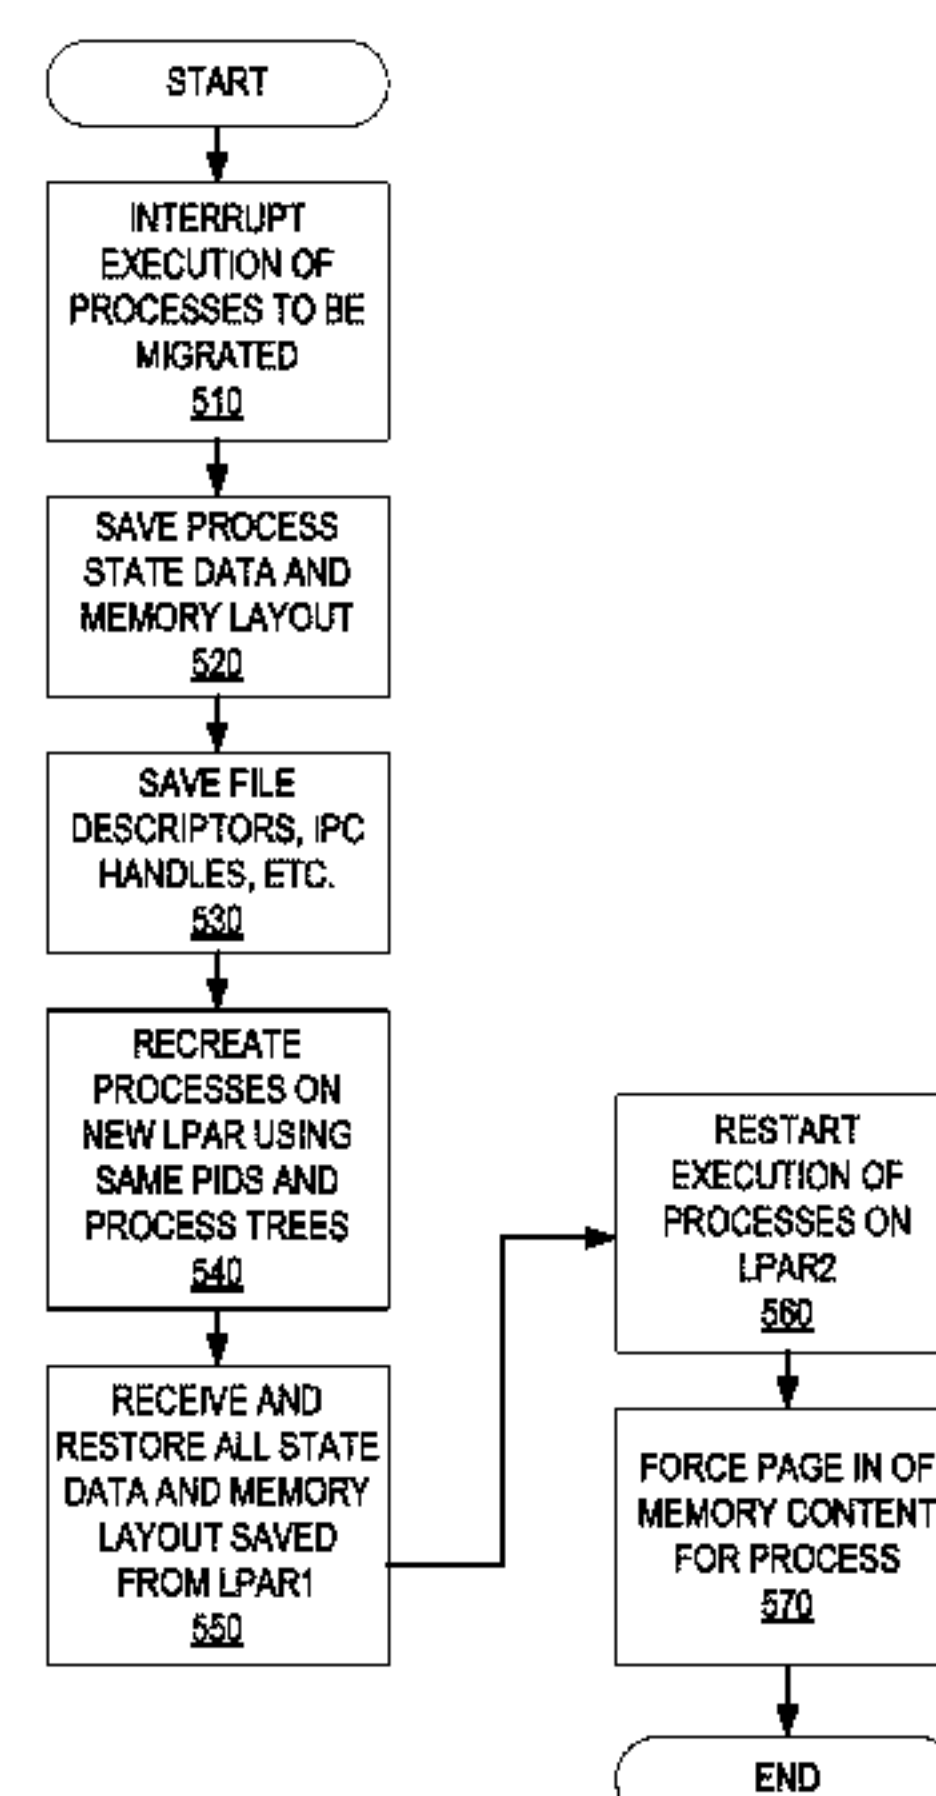 START
INTERRUPT
EXECUTION OF
PROCESSES TO BE
MIGRATED
510
SAVE PROCESS
STATE DATA AND
MEMORY LAYOUT
520
SAVE FILE
DESCRIPTORS, IPC
HANDLES, ETC.
530
RECREATE
PROCESSES ON
NEW LPAR USING
SAME PIDS AND
PROCESS TREES
540
RECEIVE AND
RESTORE ALL STATE
DATA AND MEMORY
LAYOUT SAVED
FROM LPAR1
550
RESTART
EXECUTION OF
PROCESSES ON
LPAR2
560
FORCE PAGE IN OF
MEMORY CONTENT
FOR PROCESS
570
END